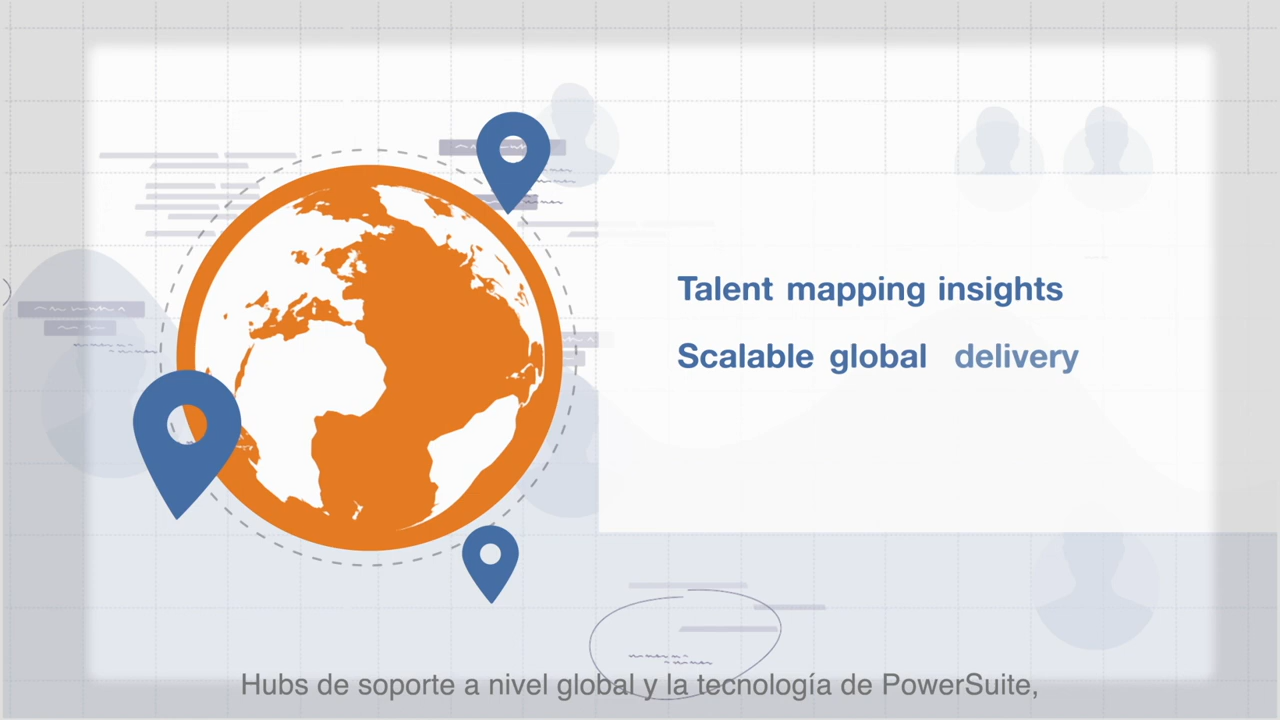 Talent mapping insights
Scalable global delivery
Hubs de soporte a nivel global y la tecnología de PowerSuite,